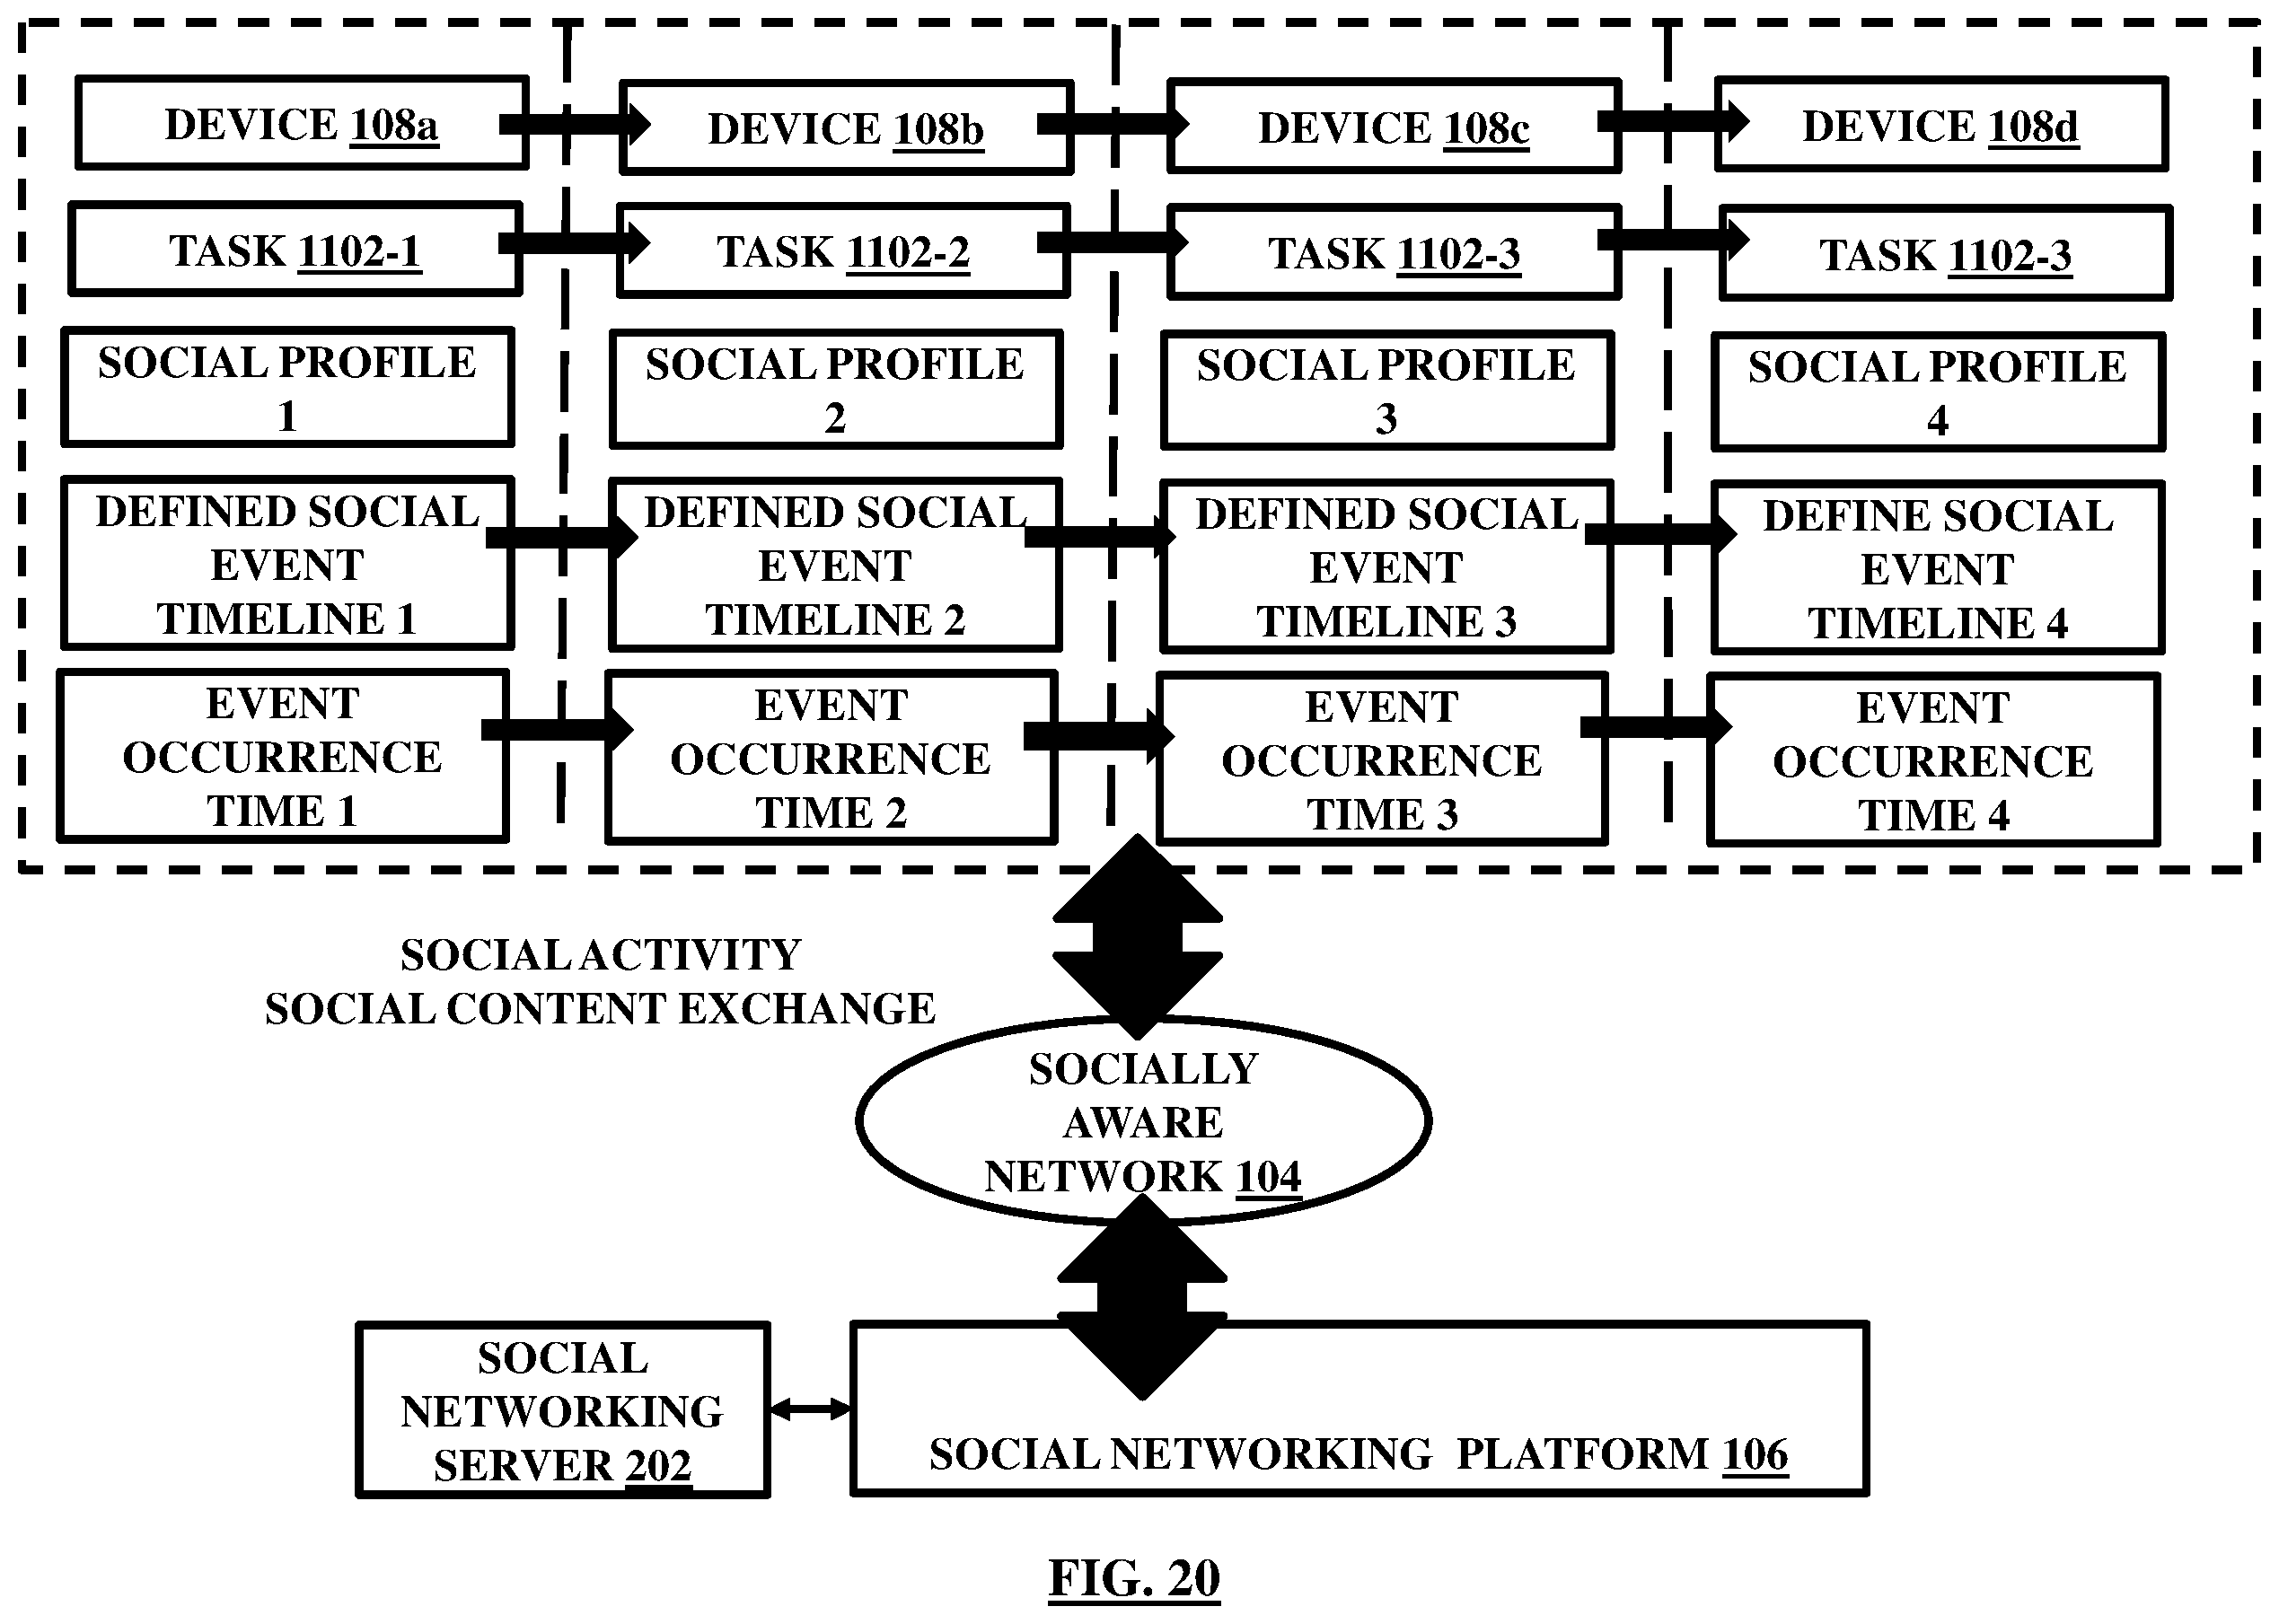 DEVICE 108a
DEVICE 108b
DEVICE 108c
DEVICE 108d
TASK 1102-1
TASK 1102-2
TASK 1102-3
TASK 1102-3
SOCIAL PROFILE
1
SOCIAL PROFILE
2
SOCIAL PROFILE
3
SOCIAL PROFILE
4
DEFINED SOCIAL
EVENT
TIMELINE 1
DEFINED SOCIAL
EVENT
TIMELINE 2
DEFINED SOCIAL
EVENT
TIMELINE 3
DEFINE SOCIAL
EVENT
TIMELINE 4
EVENT
OCCURRENCE
TIME 1
EVENT
OCCURRENCE
TIME 2
EVENT
OCCURRENCE
TIME 3
EVENT
OCCURRENCE
TIME 4
SOCIAL ACTIVITY
SOCIAL CONTENT EXCHANGE
SOCIALLY
AWARE
NETWORK 104
SOCIAL
NETWORKING
SERVER 202
SOCIAL NETWORKING PLATFORM 106
FIG. 20